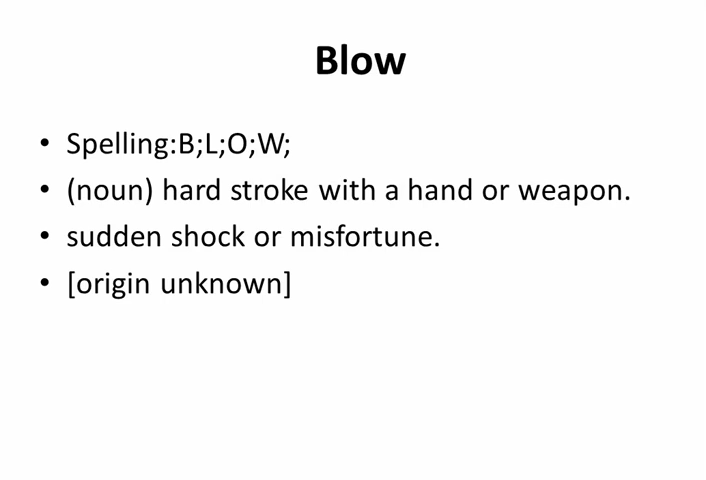 Blow
• Spelling:B;L;O;W;
• (noun) hard stroke with a hand or weapon.
• sudden shock or misfortune.
• [origin unknown]